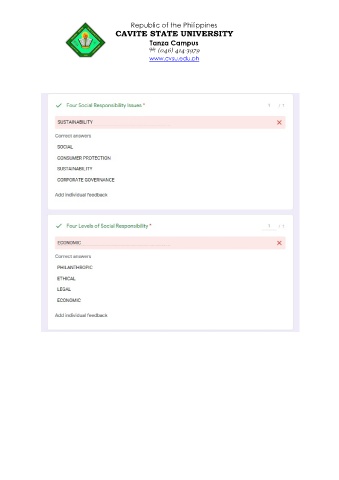 Republic of the Philippines
CAVITE STATE UNIVERSITY
Tanza Campus
☏ (046) 414-3979
www.cvsu.edu.ph
Four Social Responsibility Issues *
SUSTAINABILITY
Correct answers
SOCIAL
CONSUMER PROTECTION
SUSTAINABILITY
CORPORATE GOVERNANCE
Add individual feedback
Four Levels of Social Responsibility *
ECONOMIC
Correct answers
PHILANTHROPIC
ETHICAL
LEGAL
ECONOMIC
Add individual feedback